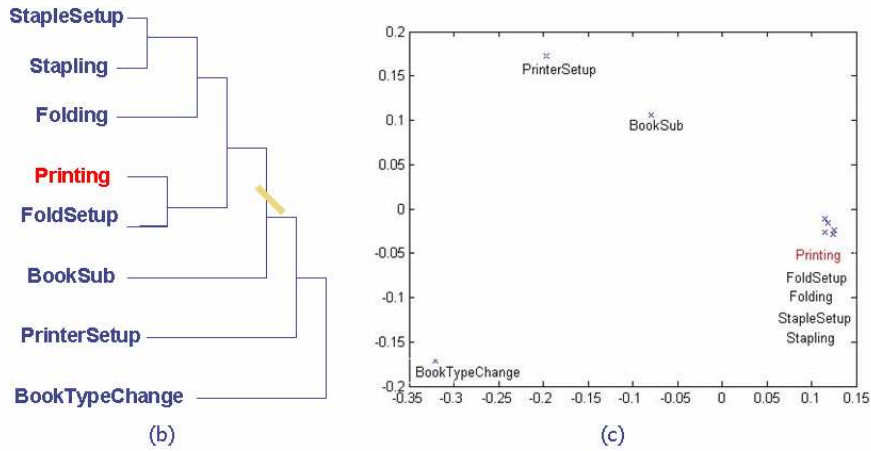 StapleSetup
Stapling
Folding
Printing
FoldSetup
BookSub
PrinterSetup
BookTypeChange
(b)
0.2
0.15
0.1
0.05
0
-0.05
-0.1
-0.15
-0.2
PrinterSetup
BookSub
Printing
FoldSetup
Folding
StapleSetup
Stapling
BookTypeChange
-0.35 -0.3 -0.25 -0.2 -0.15 -0.1 -0.05 0 0.05 0.1 0.15
(c)